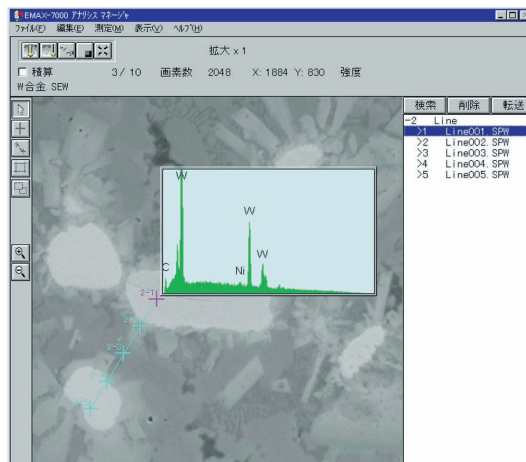 EMAX-7000 アナリシス マネージャ
ファイル(F) 編集(E) 測定(M) 表示(V) ヘルプ(H)
拡大 x 1
積算 3/ 10 画素数 2048 X: 1884 Y: 830 強度
W合金. SEW
検索 削除 転送
-2 Line
>1 Line001. SPW
>2 Line002. SPW
>3 Line003. SPW
>4 Line004. SPW
>5 Line005. SPW
W
W
W
C
Ni
2-1
2-3